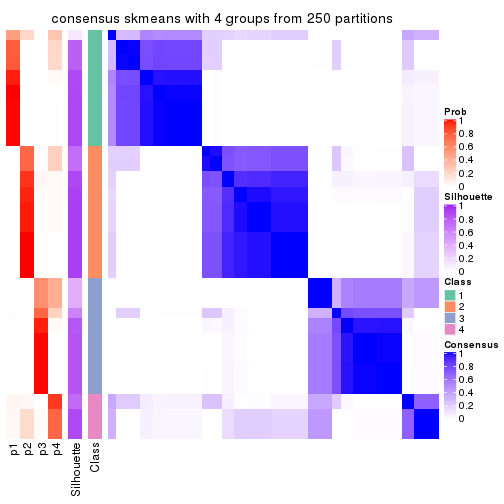 consensus skmeans with 4 groups from 250 partitions
Prob
1
0.8
0.6
0.4
0.2
0
Silhouette
1
0.8
0.6
0.4
0.2
0
Class
1
2
3
4
Consensus
1
0.8
0.6
0.4
0.2
0
p1
p2
p3
p4
Silhouette
Class